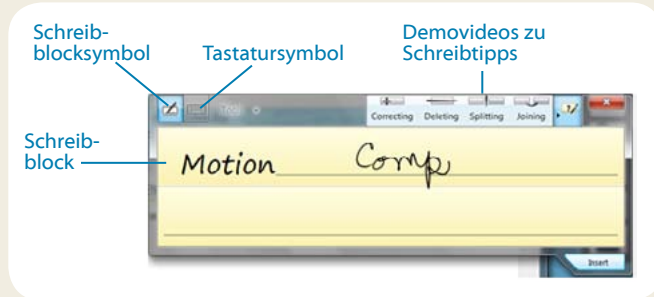 Schreib-
blocksymbol
Tastatursymbol
Demovideos zu
Schreibtipps
Correcting Deleting Splitting Joining
Schreib-
block
Motion Comp
Insert